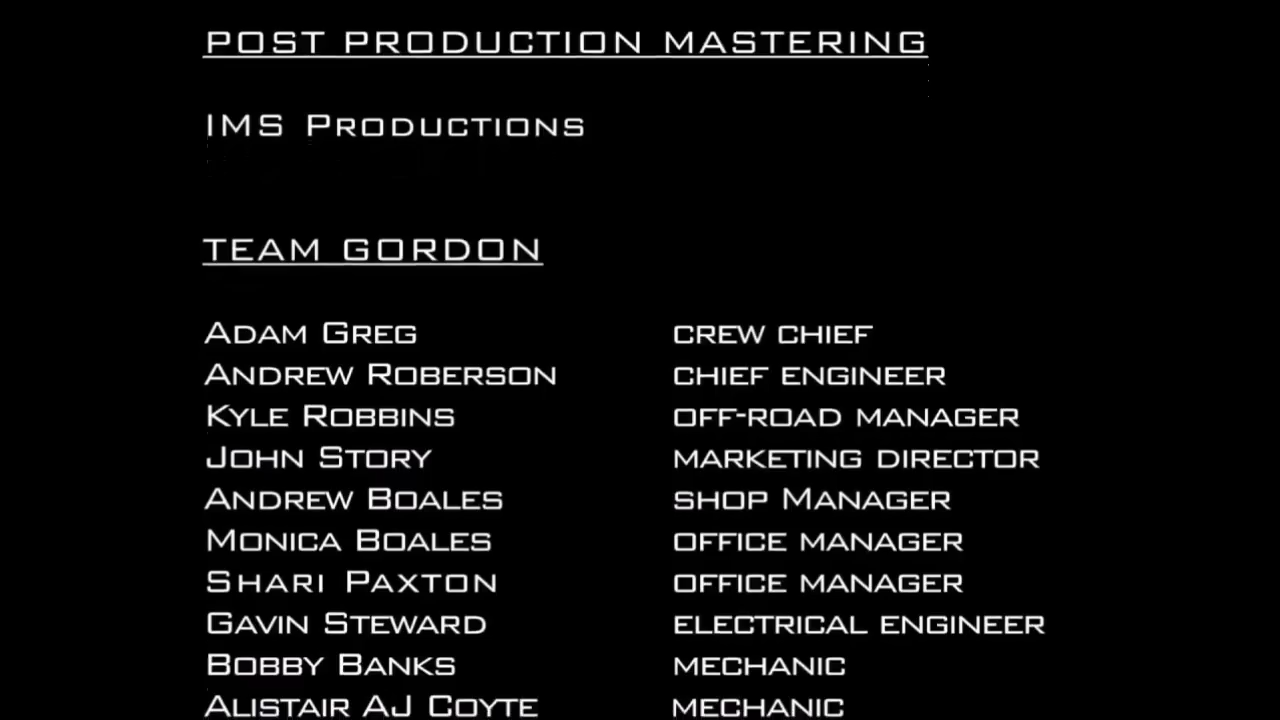 POST PRODUCTION MASTERING
IMS PRODUCTIONS
TEAM GORDON
ADAM GREG CREW CHIEF
ANDREW ROBERSON CHIEF ENGINEER
KYLE ROBBINS OFF-ROAD MANAGER
JOHN STORY MARKETING DIRECTOR
ANDREW BOALES SHOP MANAGER
MONICA BOALES OFFICE MANAGER
SHARI PAXTON OFFICE MANAGER
GAVIN STEWARD ELECTRICAL ENGINEER
BOBBY BANKS MECHANIC
ALISTAIR AJ COYTE MECHANIC